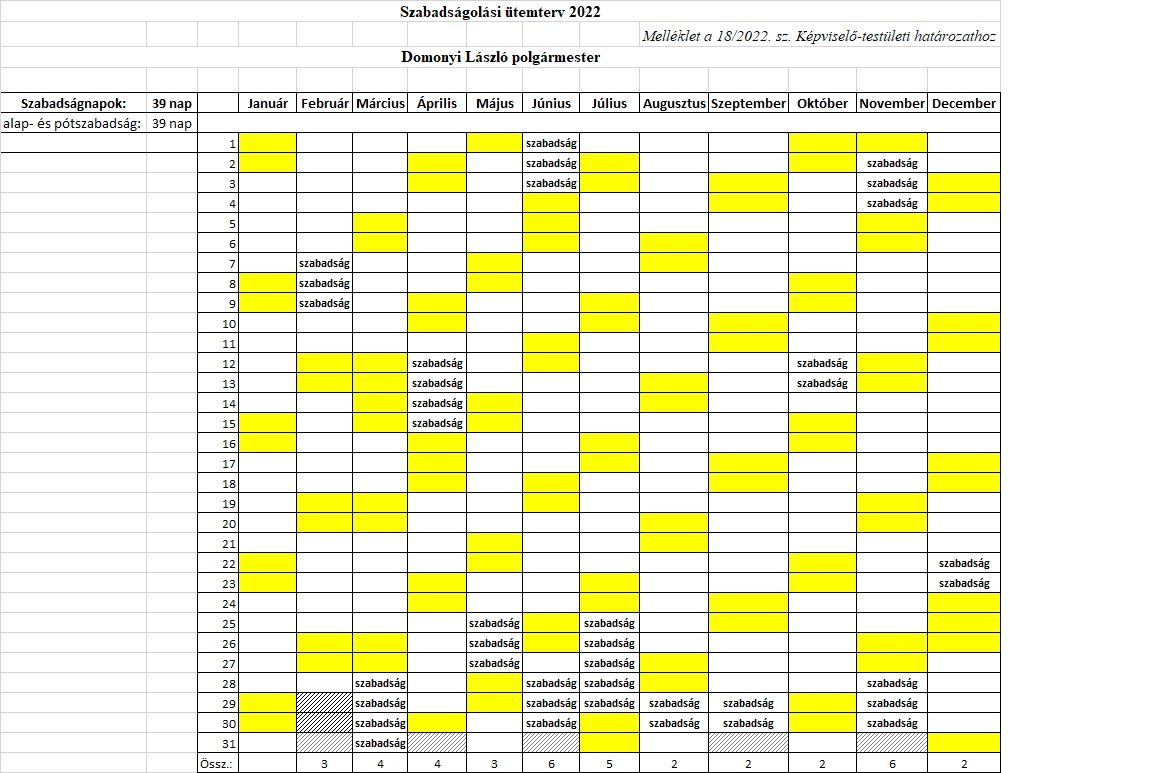 Szabadságolási ütemterv 2022
Melléklet a 18/2022. sz. Képviselő-testületi határozathoz
Domonyi László polgármester
Szabadságnapok: 39 nap Január Február Március Április Május Június Július Augusztus Szeptember Október November December
alap- és pótszabadság: 39 nap
1 szabadság
2 szabadság szabadság
3 szabadság szabadság
4 szabadság
5
6
7 szabadság
8 szabadság
9 szabadság
10
11
12 szabadság szabadság
13 szabadság szabadság
14 szabadság
15 szabadság
16
17
18
19
20
21
22 szabadság
23 szabadság
24
25 szabadság szabadság
26 szabadság szabadság
27 szabadság szabadság
28 szabadság szabadság szabadság szabadság
29 szabadság szabadság szabadság szabadság szabadság szabadság
30 szabadság szabadság szabadság szabadság szabadság
31 szabadság
Össz.: 3 4 4 3 6 5 2 2 2 6 2